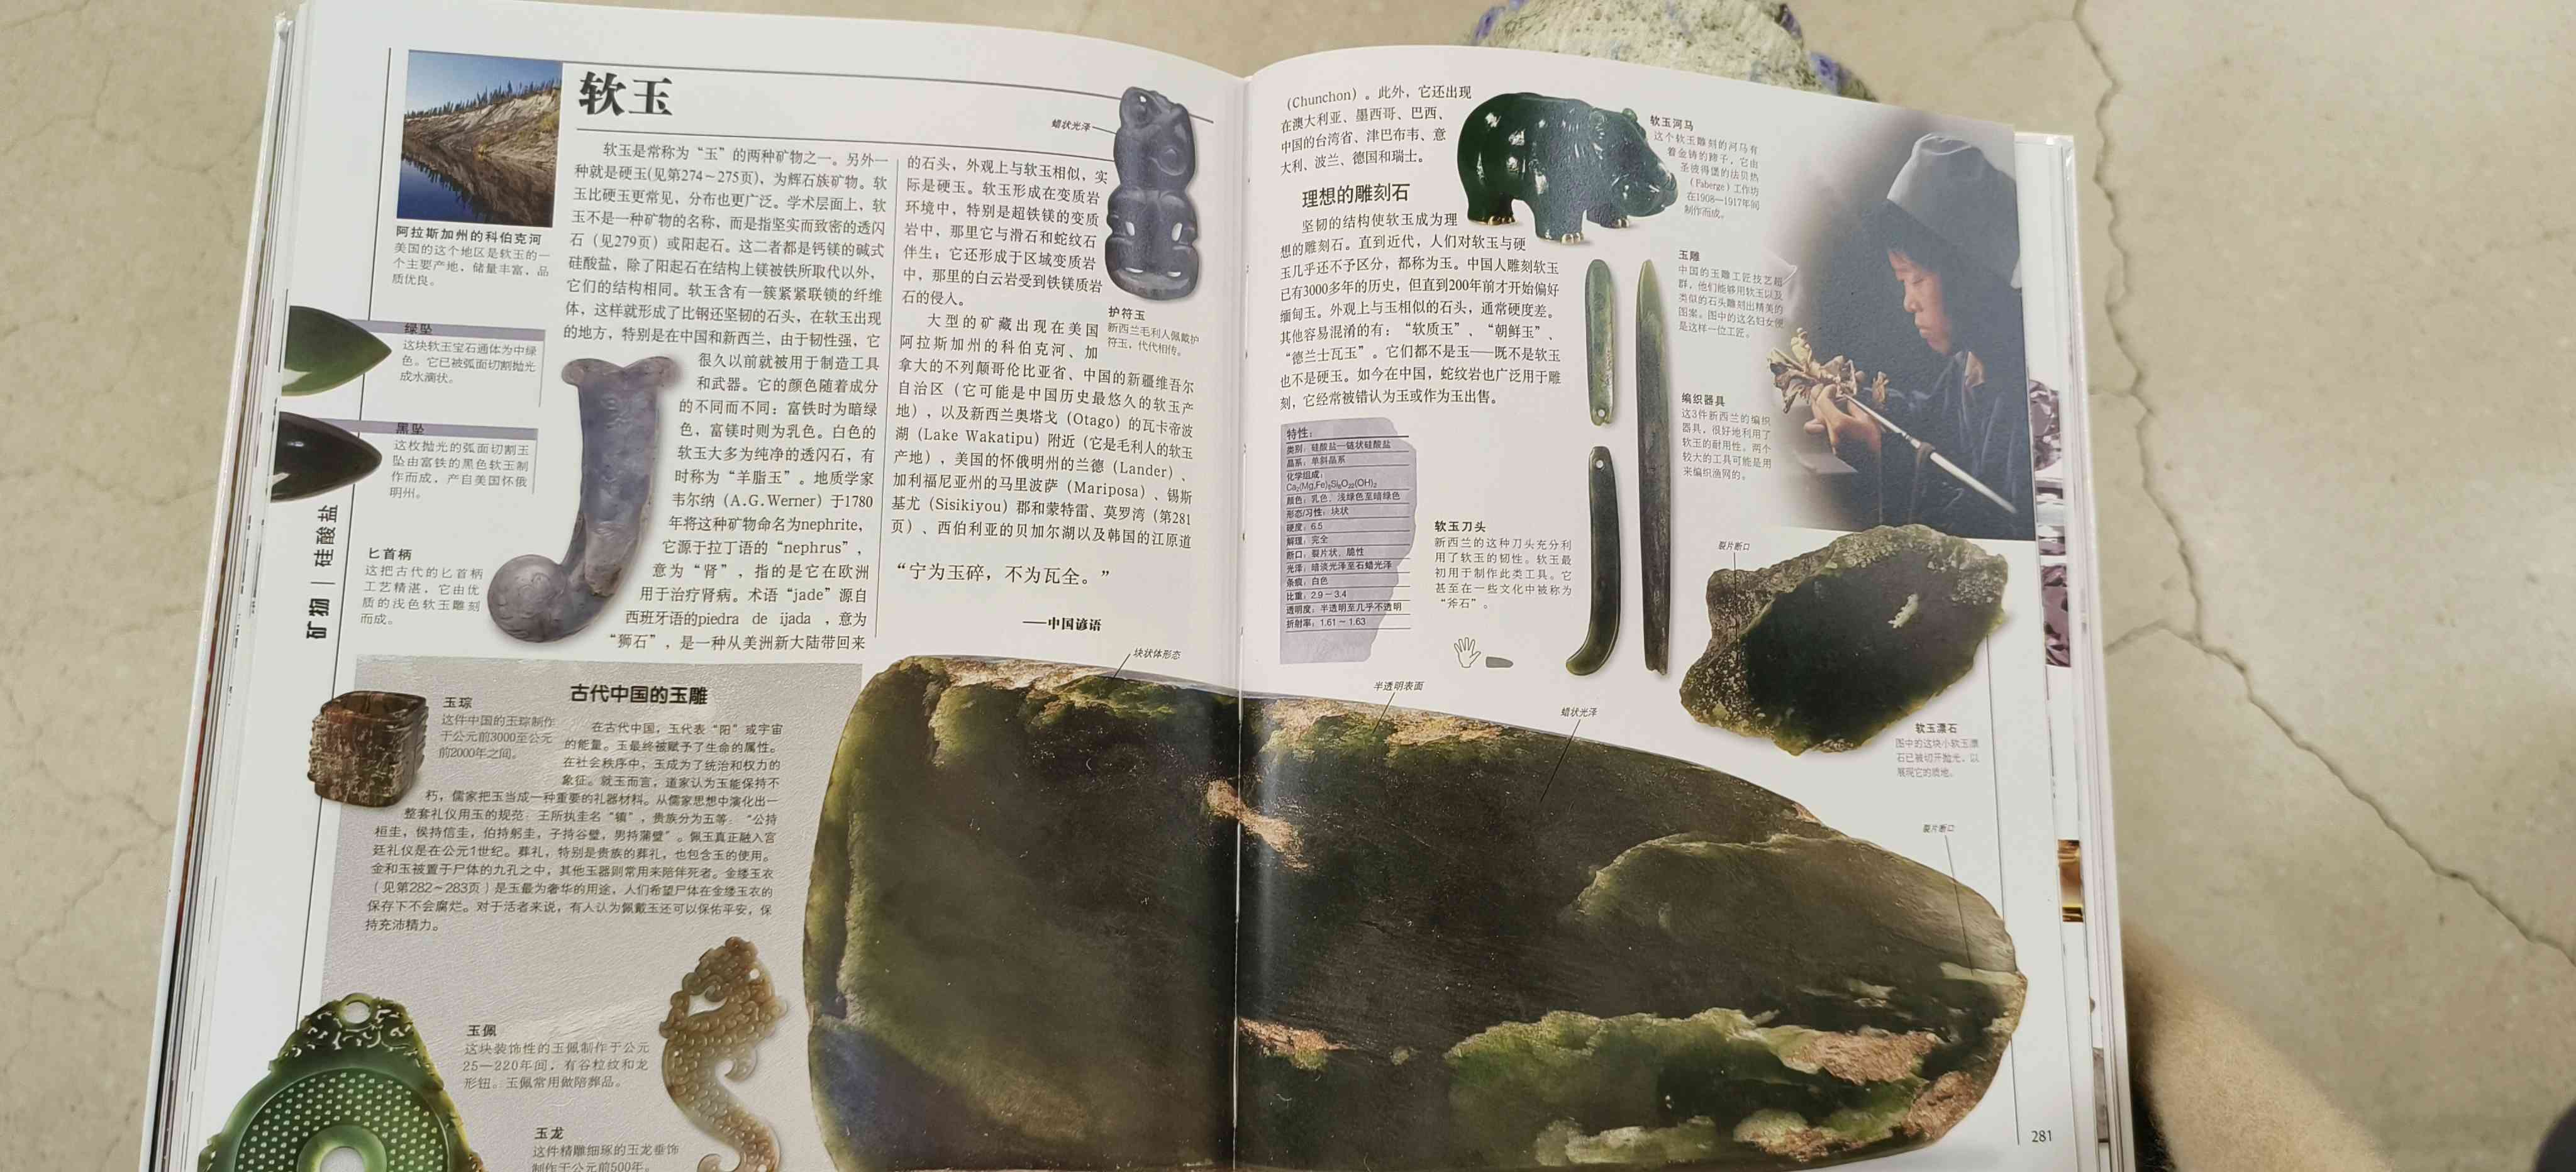 软玉
阿拉斯加州的科伯克河
美国的这个地区是软玉的一
个主要产地，储量丰富，品
质优良。
绿坠
这块软玉宝石通体为中绿
色。它已被弧面切割抛光
成水滴状。
黑坠
这枚抛光的弧面切割玉
坠由富铁的黑色软玉制
作而成，产自美国怀俄
明州。
矿物 | 硅酸盐
匕首柄
这把古代的匕首柄
工艺精湛，它由优
质的浅色软玉雕刻
而成。
软玉是常称为“玉”的两种矿物之一。另外一
种就是硬玉(见第274～275页)，为辉石族矿物。软
玉比硬玉更常见，分布也更广泛。学术层面上，软
玉不是一种矿物的名称，而是指坚实而致密的透闪
石（见279页）或阳起石。这二者都是钙镁的碱式
硅酸盐，除了阳起石在结构上镁被铁所取代以外，
它们的结构相同。软玉含有一簇紧紧联锁的纤维
体，这样就形成了比钢还坚韧的石头，在软玉出现
的地方，特别是在中国和新西兰，由于韧性强，它
很久以前就被用于制造工具
和武器。它的颜色随着成分
的不同而不同：富铁时为暗绿
色，富镁时则为乳色。白色的
软玉大多为纯净的透闪石，有
时称为“羊脂玉”。地质学家
韦尔纳（A.G.Werner）于1780
年将这种矿物命名为nephrite，
它源于拉丁语的“nephrus”，
意为“肾”，指的是它在欧洲
用于治疗肾病。术语“jade”源自
西班牙语的piedra de ijada ，意为
“狮石”，是一种从美洲新大陆带回来
的石头，外观上与软玉相似，实
际是硬玉。软玉形成在变质岩
环境中，特别是超铁镁的变质
岩中，那里它与滑石和蛇纹石
伴生；它还形成于区域变质岩
中，那里的白云岩受到铁镁质岩
石的侵入。
大型的矿藏出现在美国
阿拉斯加州的科伯克河、加
拿大的不列颠哥伦比亚省、中国的新疆维吾尔
自治区（它可能是中国历史最悠久的软玉产
地），以及新西兰奥塔戈（Otago）的瓦卡帝波
湖（Lake Wakatipu）附近（它是毛利人的软玉
产地），美国的怀俄明州的兰德（Lander）、
加利福尼亚州的马里波萨（Mariposa）、锡斯
基尤（Sisikiyou）郡和蒙特雷、莫罗湾（第281
页）、西伯利亚的贝加尔湖以及韩国的江原道
“宁为玉碎，不为瓦全。”
——中国谚语
蜡状光泽
护符玉
新西兰毛利人佩戴护
符玉，代代相传。
古代中国的玉雕
玉琮
这件中国的玉琮制作
于公元前3000至公元
前2000年之间。
在古代中国，玉代表“阳”或宇宙
的能量。玉最终被赋予了生命的属性。
在社会秩序中，玉成为了统治和权力的
象征。就玉而言，道家认为玉能保持不
朽，儒家把玉当成一种重要的礼器材料。从儒家思想中演化出一
整套礼仪用玉的规范：王所执圭名“镇”，贵族分为五等：“公持
桓圭，侯持信圭，伯持躬圭，子持谷璧，男持蒲璧”。佩玉真正融入宫
廷礼仪是在公元1世纪。葬礼，特别是贵族的葬礼，也包含玉的使用。
金和玉被置于尸体的九孔之中，其他玉器则常用来陪伴死者。金缕玉衣
（见第282～283页）是玉最为奢华的用途，人们希望尸体在金缕玉衣的
保存下不会腐烂。对于活者来说，有人认为佩戴玉还可以保佑平安，保
持充沛精力。
玉佩
这块装饰性的玉佩制作于公元
25—220年间，有谷粒纹和龙
形钮。玉佩常用做陪葬品。
玉龙
这件精雕细琢的玉龙垂饰
制作于公元前500年。
块状体形态
（Chunchon）。此外，它还出现
在澳大利亚、墨西哥、巴西、
中国的台湾省、津巴布韦、意
大利、波兰、德国和瑞士。
理想的雕刻石
坚韧的结构使软玉成为理
想的雕刻石。直到近代，人们对软玉与硬
玉几乎还不予区分，都称为玉。中国人雕刻软玉
已有3000多年的历史，但直到200年前才开始偏好
缅甸玉。外观上与玉相似的石头，通常硬度差。
其他容易混淆的有：“软质玉”、“朝鲜玉”、
“德兰士瓦玉”。它们都不是玉——既不是软玉
也不是硬玉。如今在中国，蛇纹岩也广泛用于雕
刻，它经常被错认为玉或作为玉出售。
特性：
类别：硅酸盐—链状硅酸盐
晶系：单斜晶系
化学组成：
Ca₂(Mg,Fe)₅Si₈O₂₂(OH)₂
颜色：乳色、浅绿色至暗绿色
形态/习性：块状
硬度：6.5
解理：完全
断口：裂片状、脆性
光泽：暗淡光泽至石蜡光泽
条痕：白色
比重：2.9－3.4
透明度：半透明至几乎不透明
折射率：1.61－1.63
软玉河马
这个软玉雕刻的河马有
着金铸的蹄子，它由
圣彼得堡的法贝热
（Faberge）工作坊
在1908—1917年间
制作而成。
玉雕
中国的玉雕工匠技艺超
群，他们能够用软玉以及
类似的石头雕刻出精美的
图案。图中的这名妇女便
是这样一位工匠。
编织器具
这3件新西兰的编织
器具，很好地利用了
软玉的耐用性。两个
较大的工具可能是用
来编织渔网的。
软玉刀头
新西兰的这种刀头充分利
用了软玉的韧性。软玉最
初用于制作此类工具。它
甚至在一些文化中被称为
“斧石”。
裂片断口
软玉漂石
图中的这块小软玉漂
石已被切开抛光，以
展现它的质地。
半透明表面
蜡状光泽
裂片断口
281